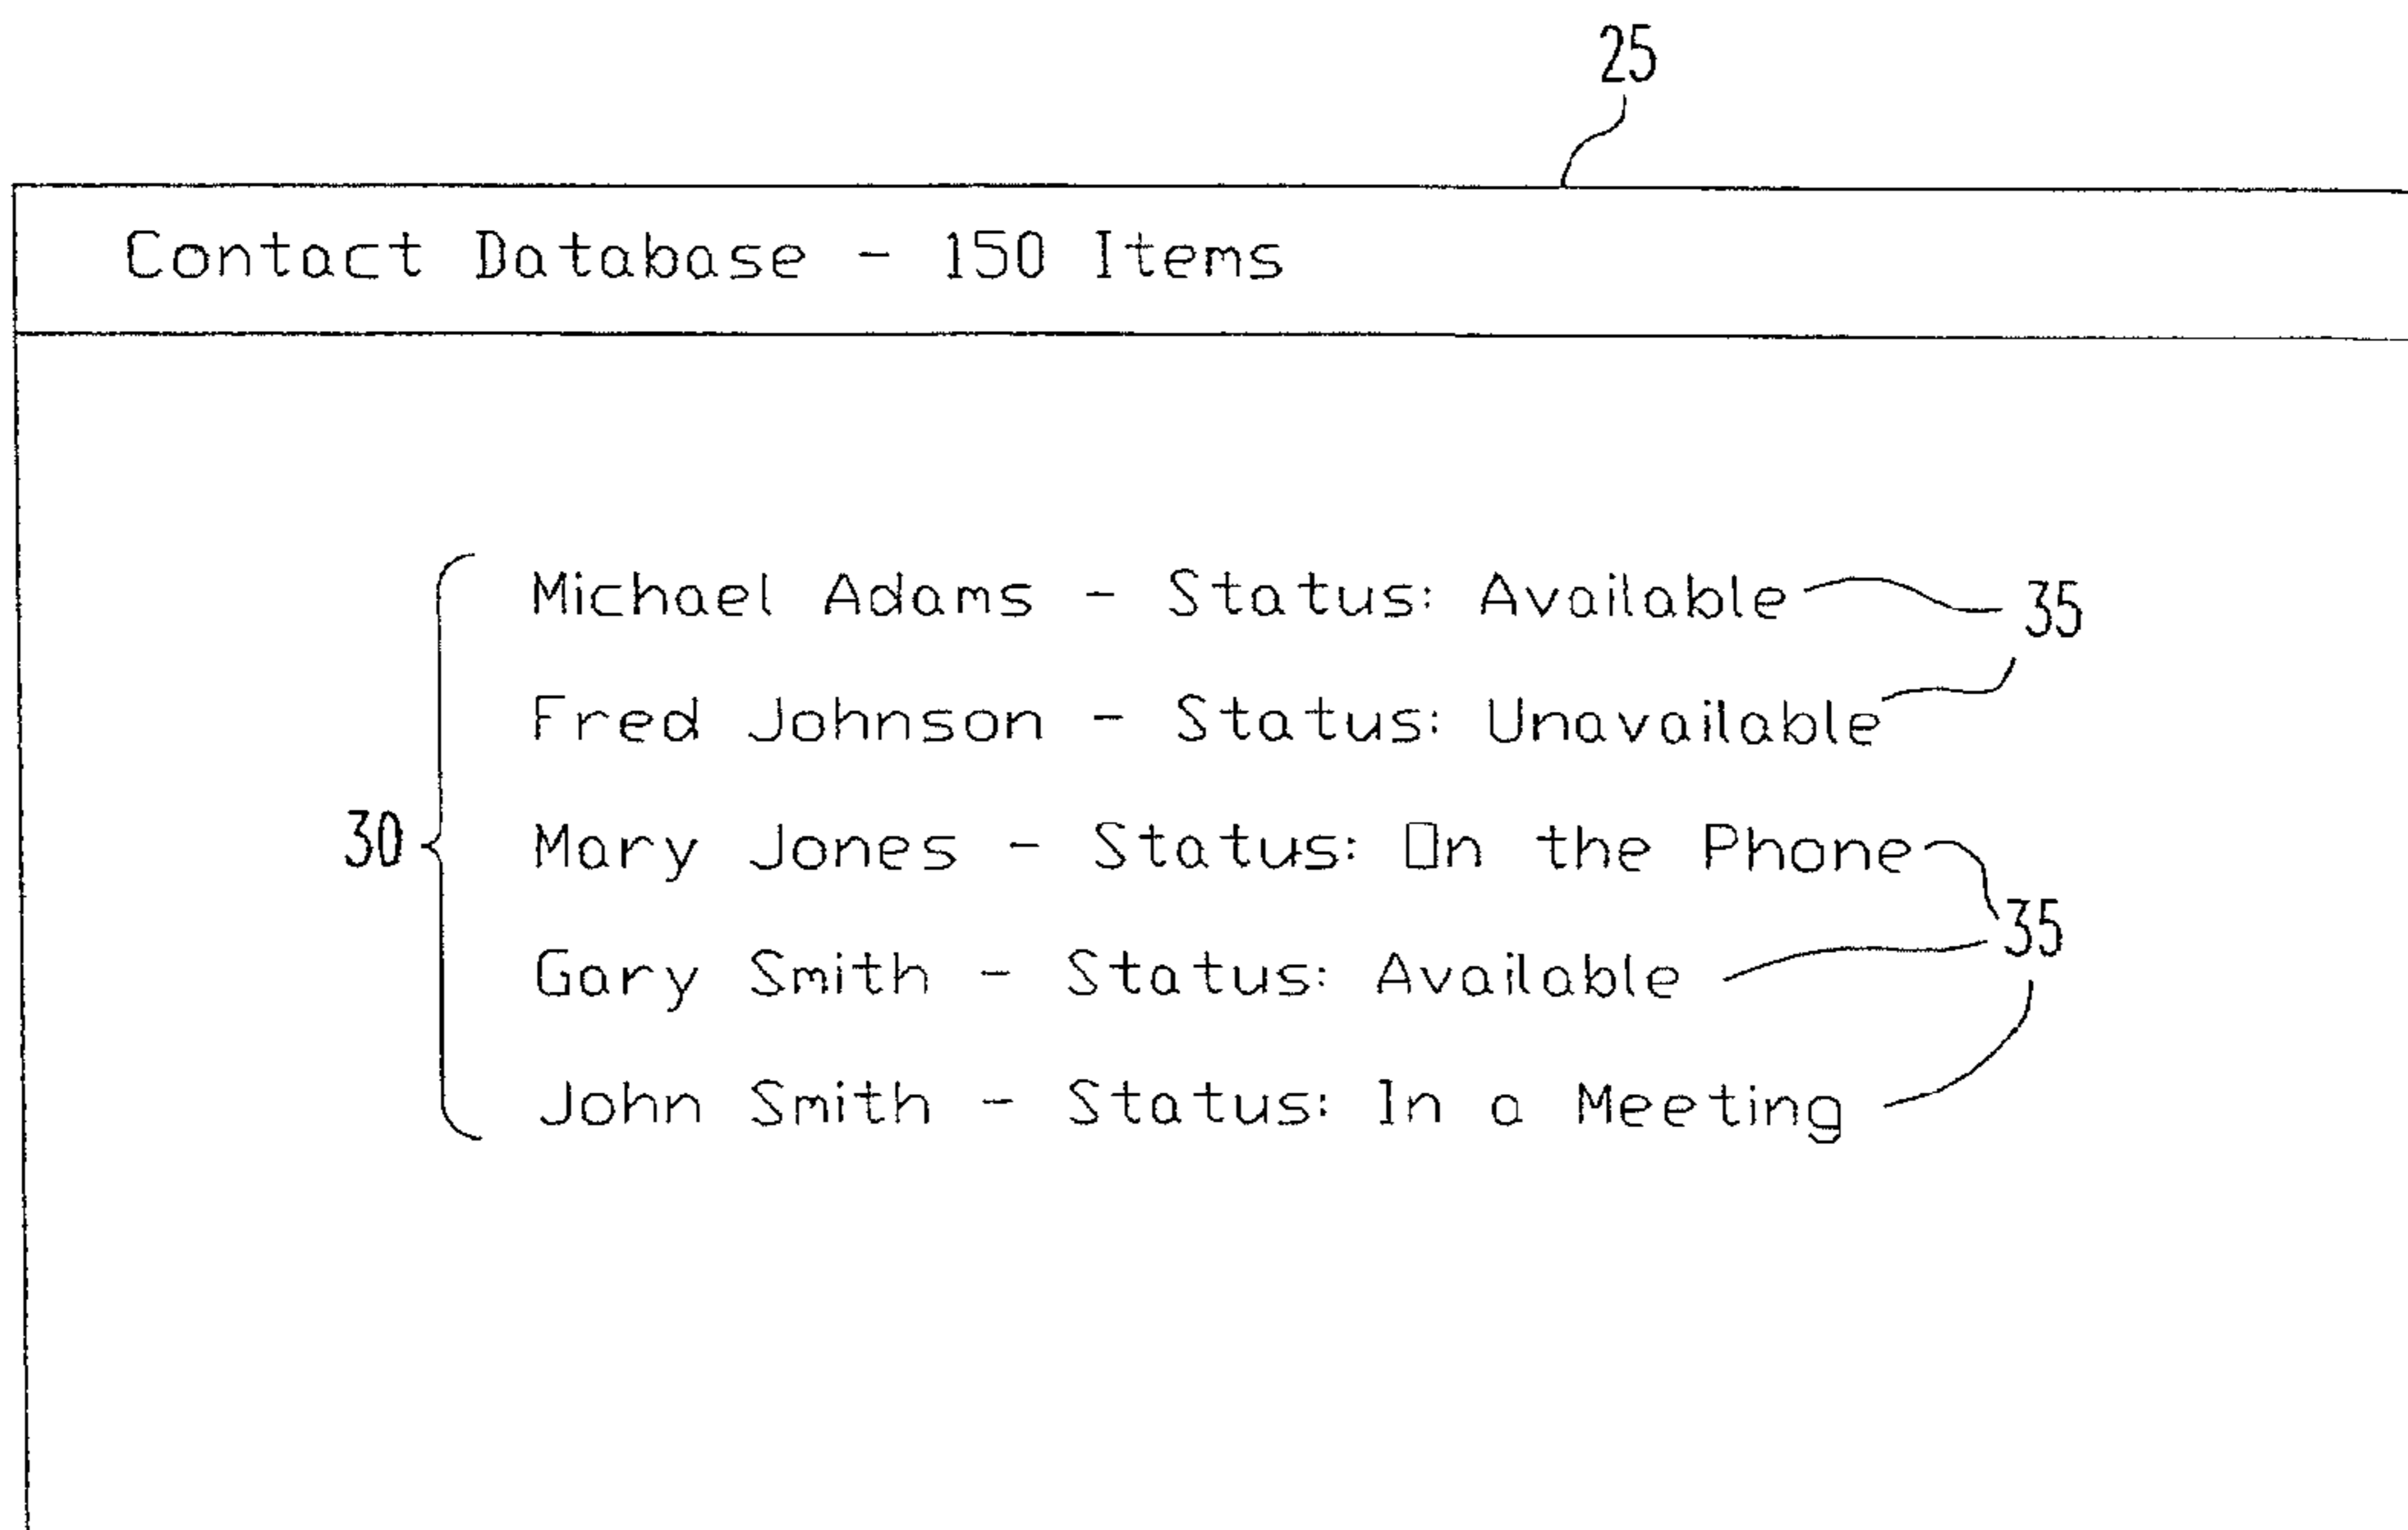 25
Contact Database - 150 Items
Michael Adams - Status: Available 35
Fred Johnson - Status: Unavailable
30 Mary Jones - Status: On the Phone
35
Gary Smith - Status: Available
John Smith - Status: In a Meeting